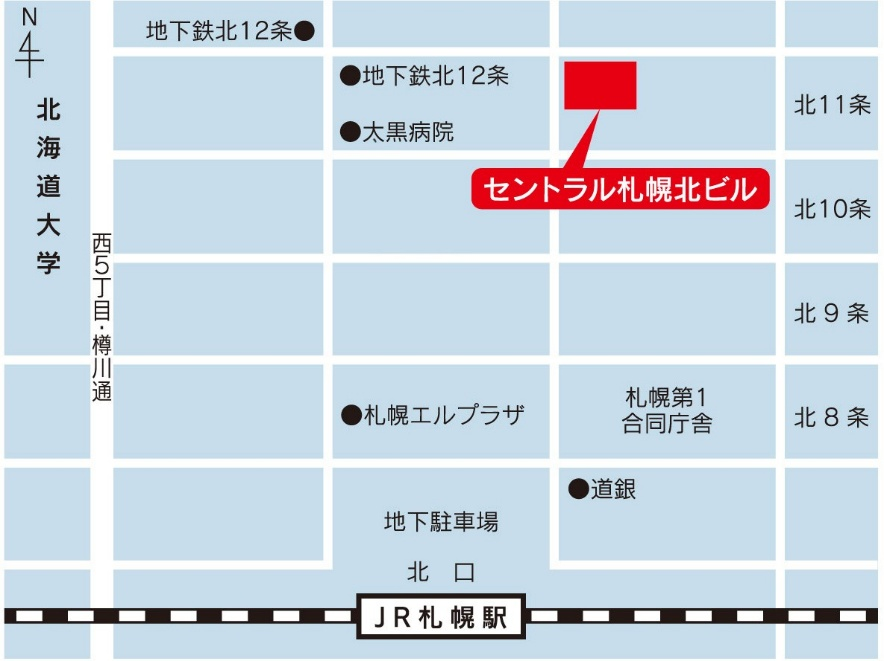 N
地下鉄北12条
地下鉄北12条
太黒病院
北11条
北海道大学
セントラル札幌北ビル
北10条
西5丁目・樽川通
北9条
札幌エルプラザ
札幌第1
合同庁舎
北8条
道銀
地下駐車場
北 口
JR札幌駅